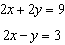 2x + 2y = 9
2x − y = 3